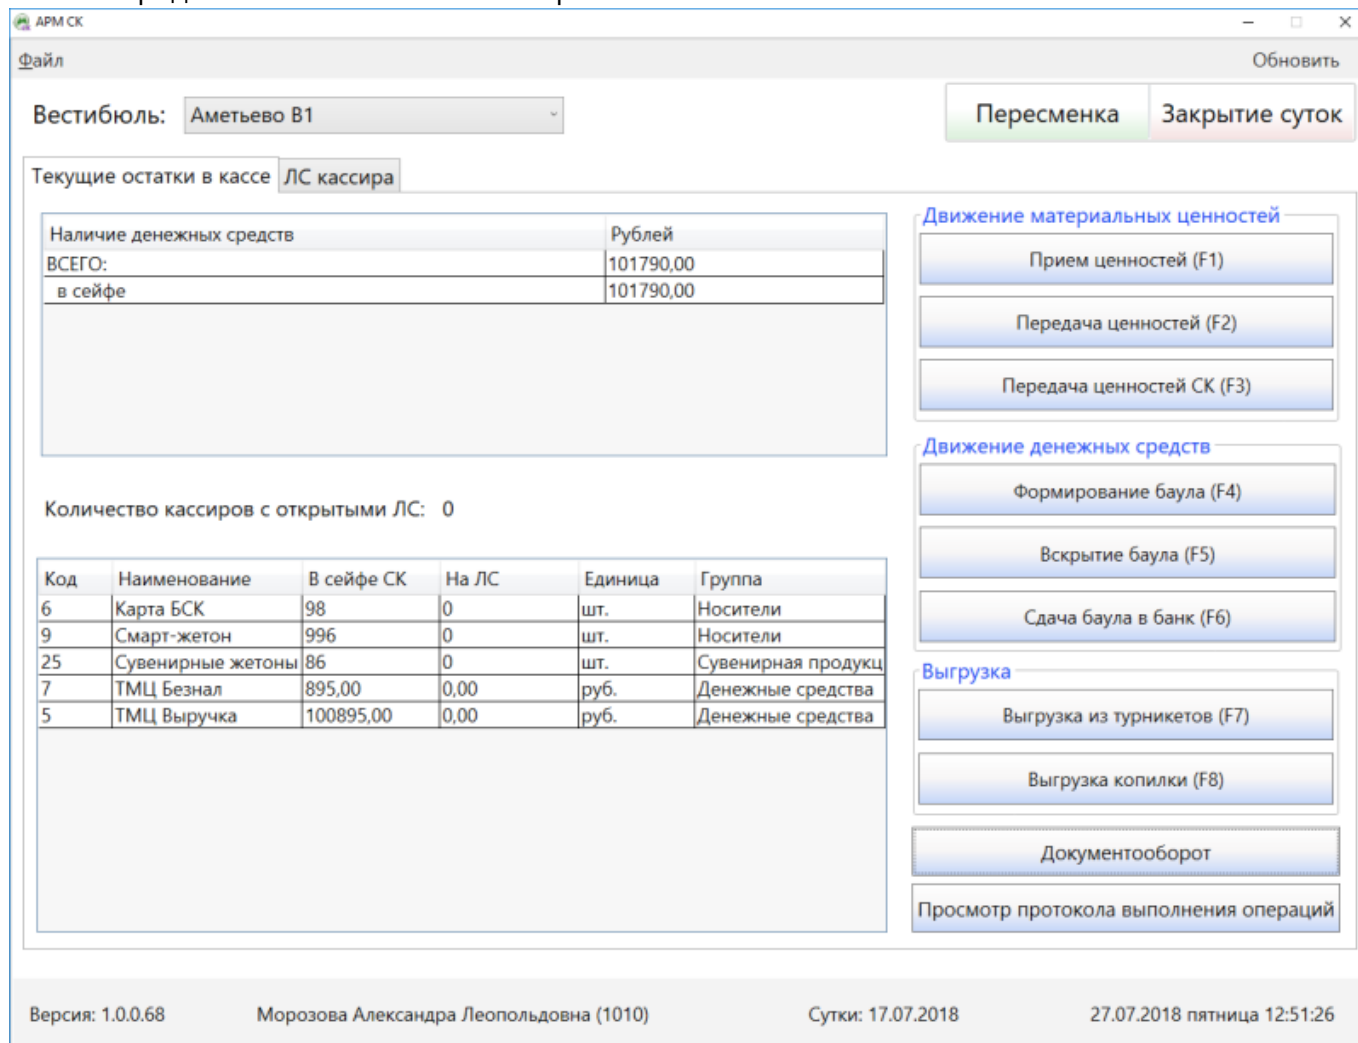 АРМ СК
Файл Обновить
Вестибюль: Аметьево В1 Пересменка Закрытие суток
Текущие остатки в кассе ЛС кассира
Наличие денежных средств Рублей
ВСЕГО: 101790,00
в сейфе 101790,00
Количество кассиров с открытыми ЛС: 0
Код Наименование В сейфе СК На ЛС Единица Группа
6 Карта БСК 98 0 шт. Носители
9 Смарт-жетон 996 0 шт. Носители
25 Сувенирные жетоны 86 0 шт. Сувенирная продукц
7 ТМЦ Безнал 895,00 0,00 руб. Денежные средства
5 ТМЦ Выручка 100895,00 0,00 руб. Денежные средства
Движение материальных ценностей
Прием ценностей (F1)
Передача ценностей (F2)
Передача ценностей СК (F3)
Движение денежных средств
Формирование баула (F4)
Вскрытие баула (F5)
Сдача баула в банк (F6)
Выгрузка
Выгрузка из турникетов (F7)
Выгрузка копилки (F8)
Документооборот
Просмотр протокола выполнения операций
Версия: 1.0.0.68 Морозова Александра Леопольдовна (1010) Сутки: 17.07.2018 27.07.2018 пятница 12:51:26